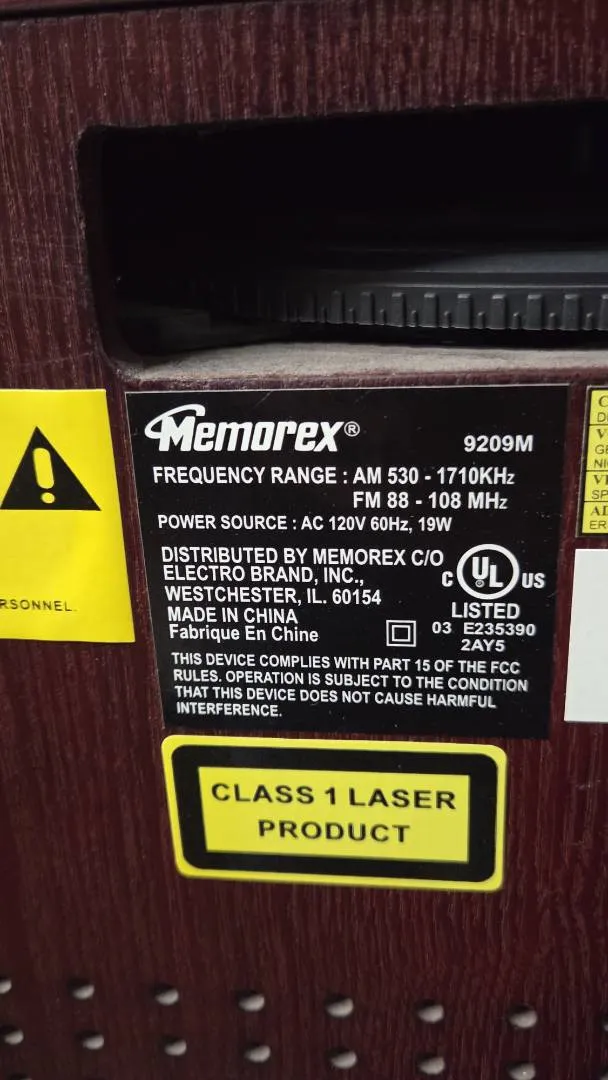 Memorex®
9209M
FREQUENCY RANGE : AM 530 - 1710KHz
FM 88 - 108 MHz
POWER SOURCE : AC 120V 60Hz, 19W
DISTRIBUTED BY MEMOREX C/O
ELECTRO BRAND, INC.,
WESTCHESTER, IL. 60154
MADE IN CHINA
Fabrique En Chine
C UL ® US
LISTED
03 E235390
2AY5
THIS DEVICE COMPLIES WITH PART 15 OF THE FCC
RULES. OPERATION IS SUBJECT TO THE CONDITION
THAT THIS DEVICE DOES NOT CAUSE HARMFUL
INTERFERENCE.
CLASS 1 LASER
PRODUCT